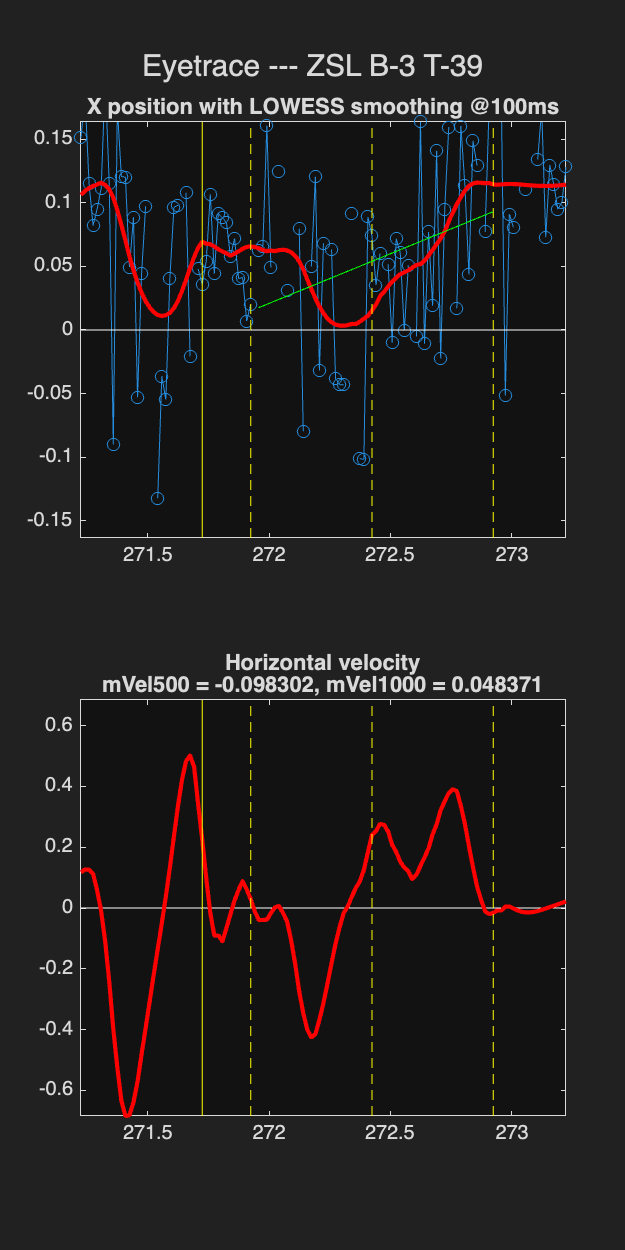 Eyetrace --- ZSL B-3 T-39
X position with LOWESS smoothing @100ms
0.15
0.1
0.05
0
-0.05
-0.1
-0.15
271.5 272 272.5 273
Horizontal velocity
mVel500 = -0.098302, mVel1000 = 0.048371
0.6
0.4
0.2
0
-0.2
-0.4
-0.6
271.5 272 272.5 273